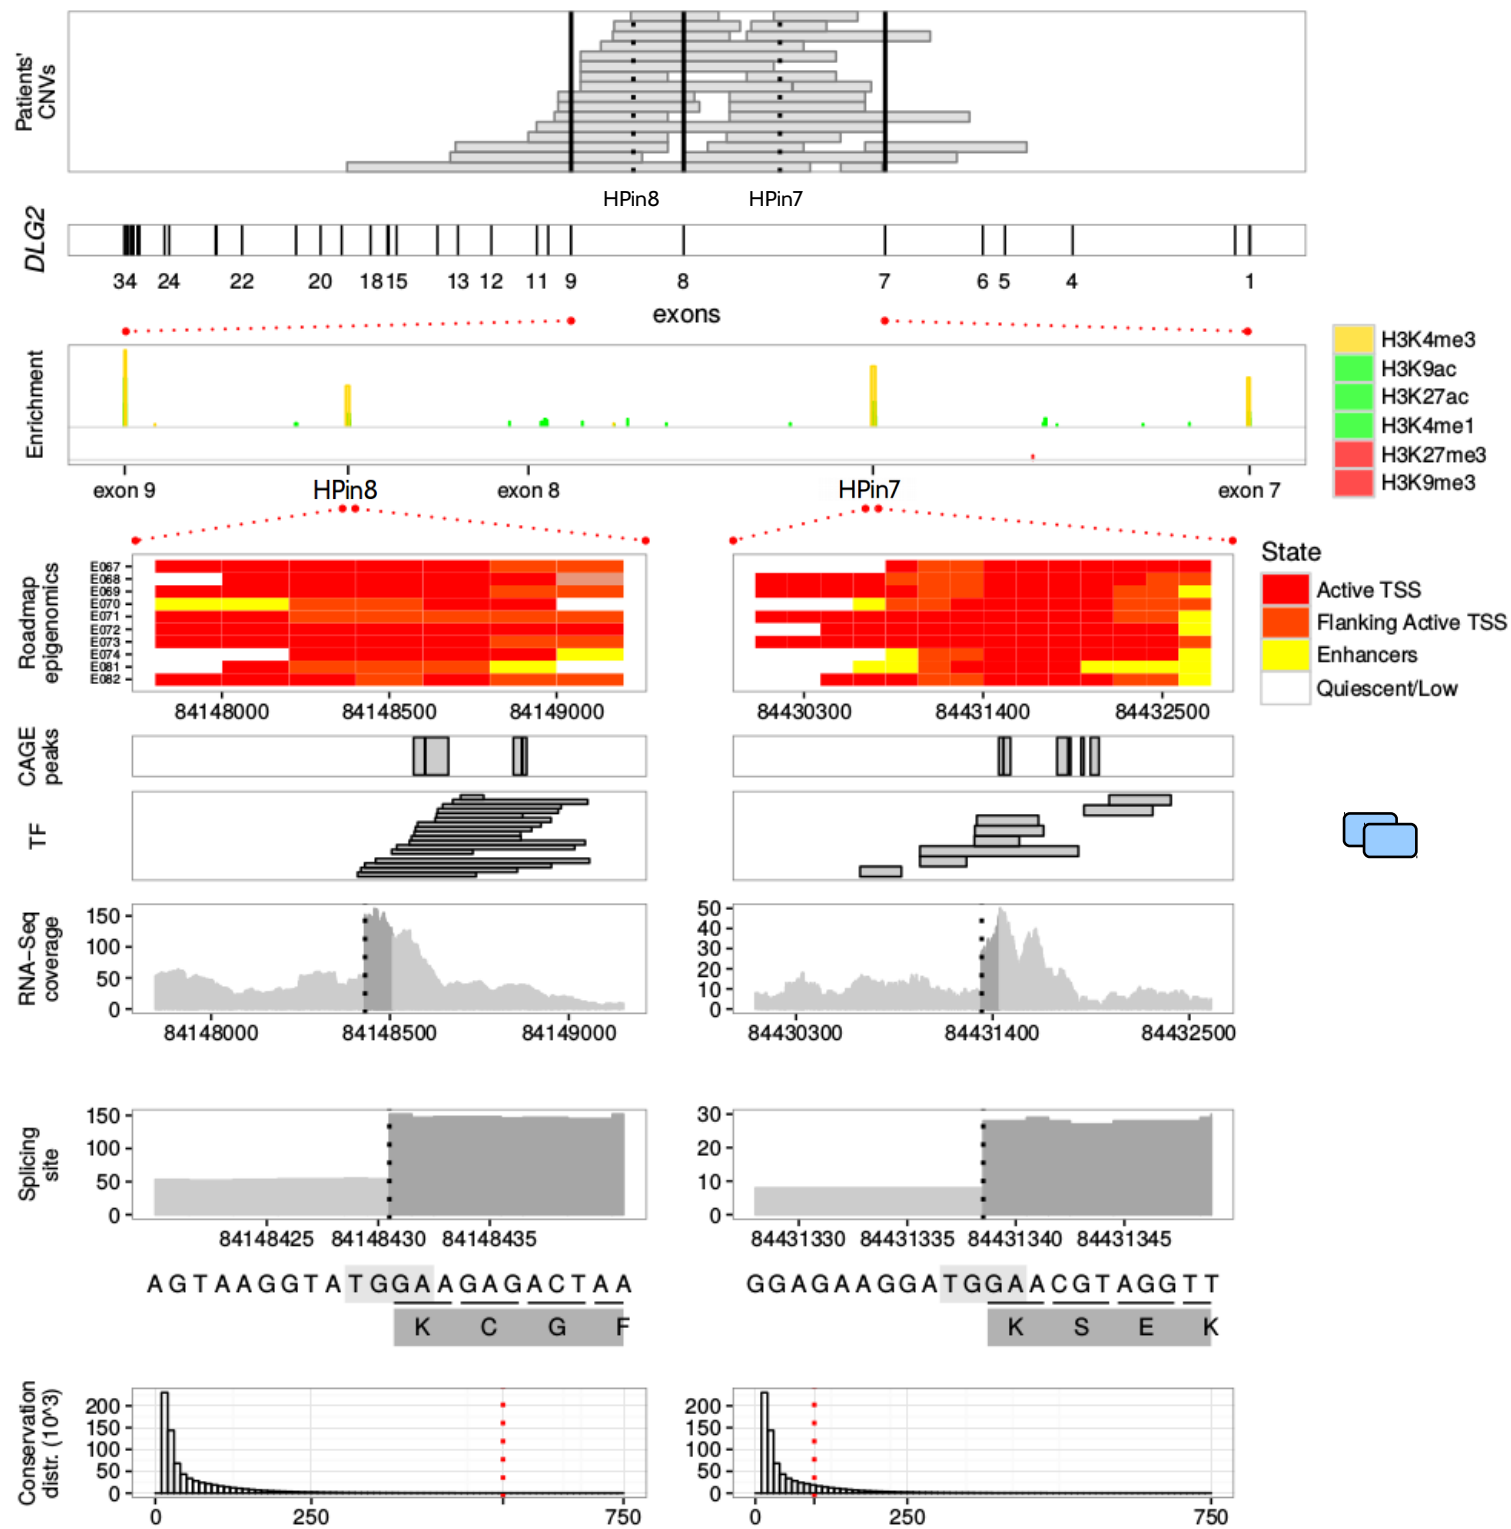 Patients' CNVs
HPin8 HPin7
DLG2
34 24 22 20 18 15 13 12 11 9 8 7 6 5 4 1
exons
Enrichment
exon 9 HPin8 exon 8 HPin7 exon 7
H3K4me3
H3K9ac
H3K27ac
H3K4me1
H3K27me3
H3K9me3
Roadmap epigenomics
E067
E068
E069
E070
E071
E072
E073
E074
E081
E082
84148000 84148500 84149000
84430300 84431400 84432500
State
Active TSS
Flanking Active TSS
Enhancers
Quiescent/Low
CAGE peaks
TF
RNA-Seq coverage
150
100
50
0
84148000 84148500 84149000
50
40
30
20
10
0
84430300 84431400 84432500
Splicing site
150
100
50
0
84148425 84148430 84148435
30
20
10
0
84431330 84431335 84431340 84431345
AGTAAGGTATGGAAGAGACTAA
K C G F
GGAGAAGGATGGAACGTAGGTT
K S E K
Conservation distr. (10^3)
200
150
100
50
0
0 250 750
200
150
100
50
0
0 250 750